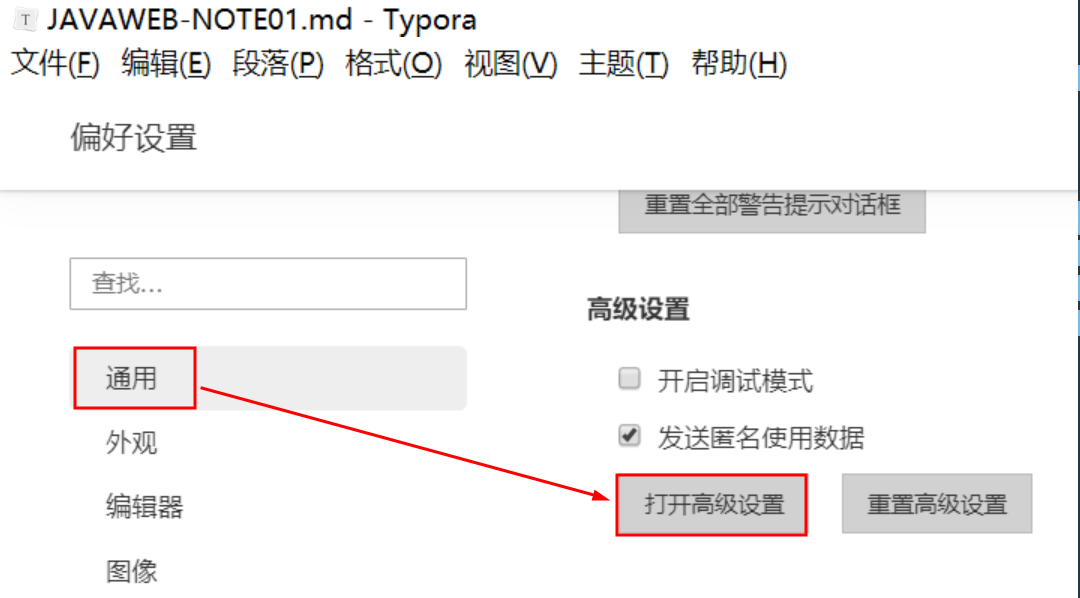 T JAVAWEB-NOTE01.md - Typora
文件(F) 编辑(E) 段落(P) 格式(O) 视图(V) 主题(T) 帮助(H)
偏好设置
重置全部警告提示对话框
查找...
高级设置
通用
开启调试模式
外观
发送匿名使用数据
编辑器
打开高级设置 重置高级设置
图像